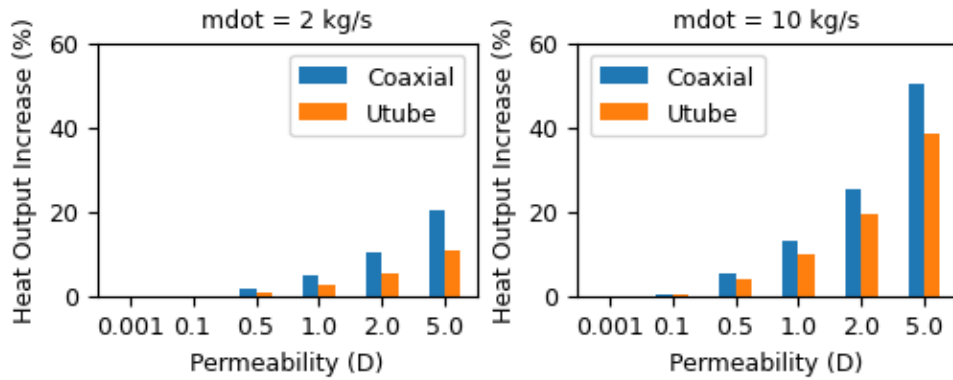 mdot = 2 kg/s
Heat Output Increase (%)
60
40
20
0
Coaxial
Utube
0.001 0.1 0.5 1.0 2.0 5.0
Permeability (D)
mdot = 10 kg/s
Heat Output Increase (%)
60
40
20
0
Coaxial
Utube
0.001 0.1 0.5 1.0 2.0 5.0
Permeability (D)